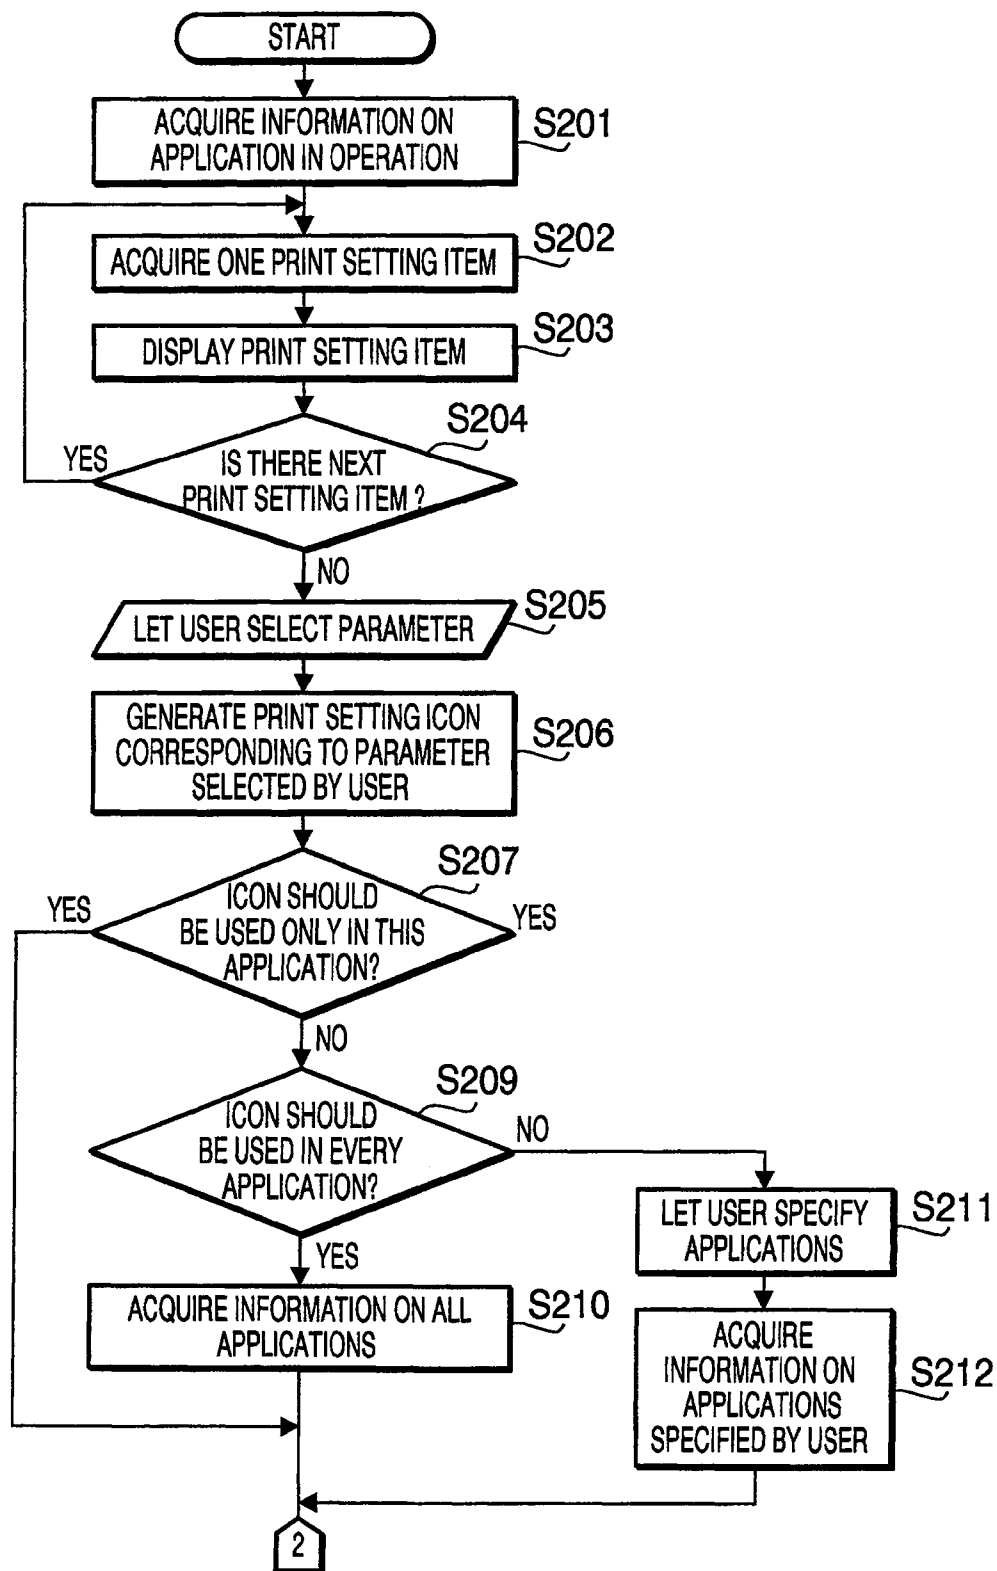 START
ACQUIRE INFORMATION ON
APPLICATION IN OPERATION
S201
ACQUIRE ONE PRINT SETTING ITEM
S202
DISPLAY PRINT SETTING ITEM
S203
IS THERE NEXT
PRINT SETTING ITEM ?
S204
YES
NO
LET USER SELECT PARAMETER
S205
GENERATE PRINT SETTING ICON
CORRESPONDING TO PARAMETER
SELECTED BY USER
S206
ICON SHOULD
BE USED ONLY IN THIS
APPLICATION?
S207
YES
YES
NO
ICON SHOULD
BE USED IN EVERY
APPLICATION?
S209
NO
YES
ACQUIRE INFORMATION ON ALL
APPLICATIONS
S210
LET USER SPECIFY
APPLICATIONS
S211
ACQUIRE
INFORMATION ON
APPLICATIONS
SPECIFIED BY USER
S212
2